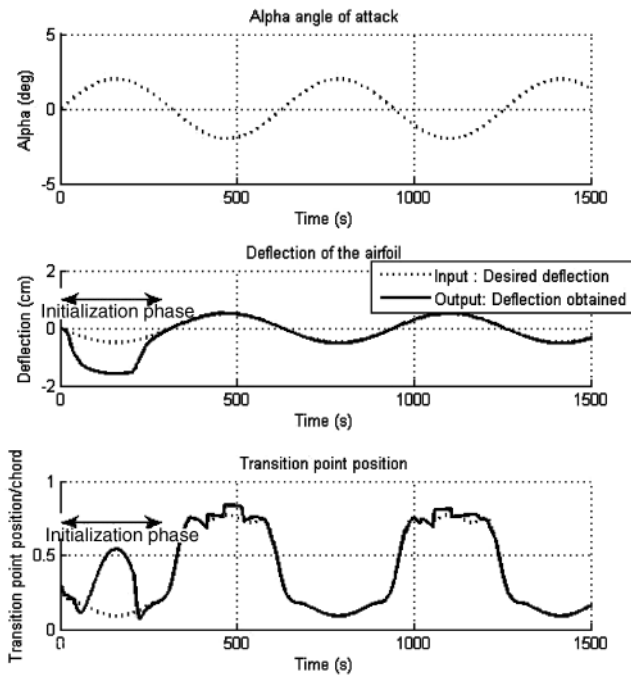 Alpha angle of attack
5
0
-5
Alpha (deg)
0
500
1000
1500
Time (s)
Deflection of the airfoil
2
0
-2
Deflection (cm)
Initialization phase
Input : Desired deflection
Output: Deflection obtained
0
500
1000
1500
Time (s)
Transition point position
1
0.5
0
Transition point position/chord
Initialization phase
0
500
1000
1500
Time (s)